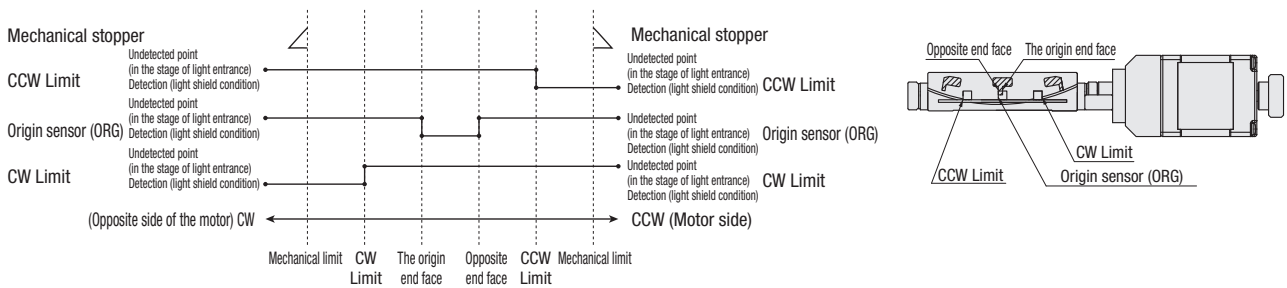 Mechanical stopper
Mechanical stopper
CCW Limit
Undetected point
(in the stage of light entrance)
Detection (light shield condition)
Undetected point
(in the stage of light entrance)
Detection (light shield condition)
CCW Limit
Origin sensor (ORG)
Undetected point
(in the stage of light entrance)
Detection (light shield condition)
Undetected point
(in the stage of light entrance)
Detection (light shield condition)
Origin sensor (ORG)
CW Limit
Undetected point
(in the stage of light entrance)
Detection (light shield condition)
Undetected point
(in the stage of light entrance)
Detection (light shield condition)
CW Limit
(Opposite side of the motor) CW
CCW (Motor side)
Mechanical limit
CW
Limit
The origin
end face
Opposite
end face
CCW
Limit
Mechanical limit
Opposite end face
The origin end face
CW Limit
CCW Limit
Origin sensor (ORG)